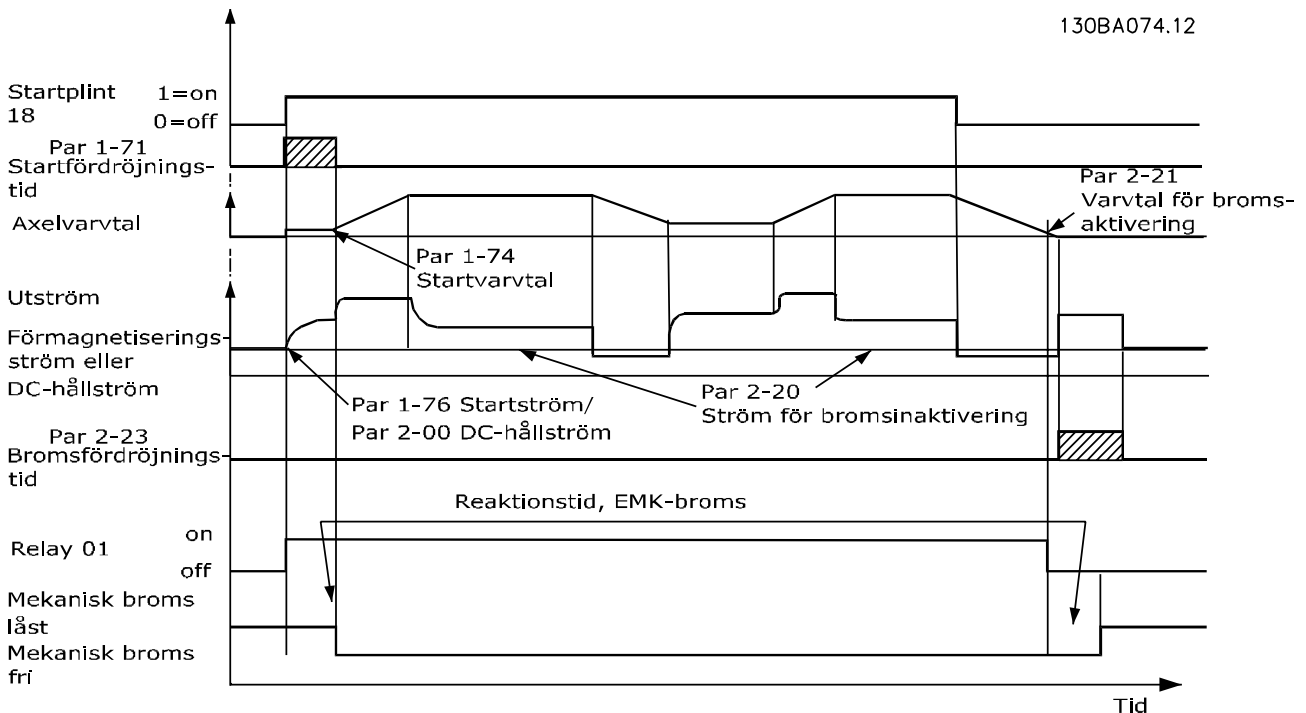 130BA074.12
Startplint 1=on
18
0=off
Par 1-71
Startfördröjnings-
tid
Par 2-21
Varvtal för broms-
aktivering
Axelvarvtal
Par 1-74
Startvarvtal
Utström
Förmagnetiserings-
ström eller
DC-hållström
Par 1-76 Startström/
Par 2-00 DC-hållström
Par 2-20
Ström för bromsinaktivering
Par 2-23
Bromsfördröjnings-
tid
Reaktionstid, EMK-broms
on
Relay 01
off
Mekanisk broms
låst
Mekanisk broms
fri
Tid